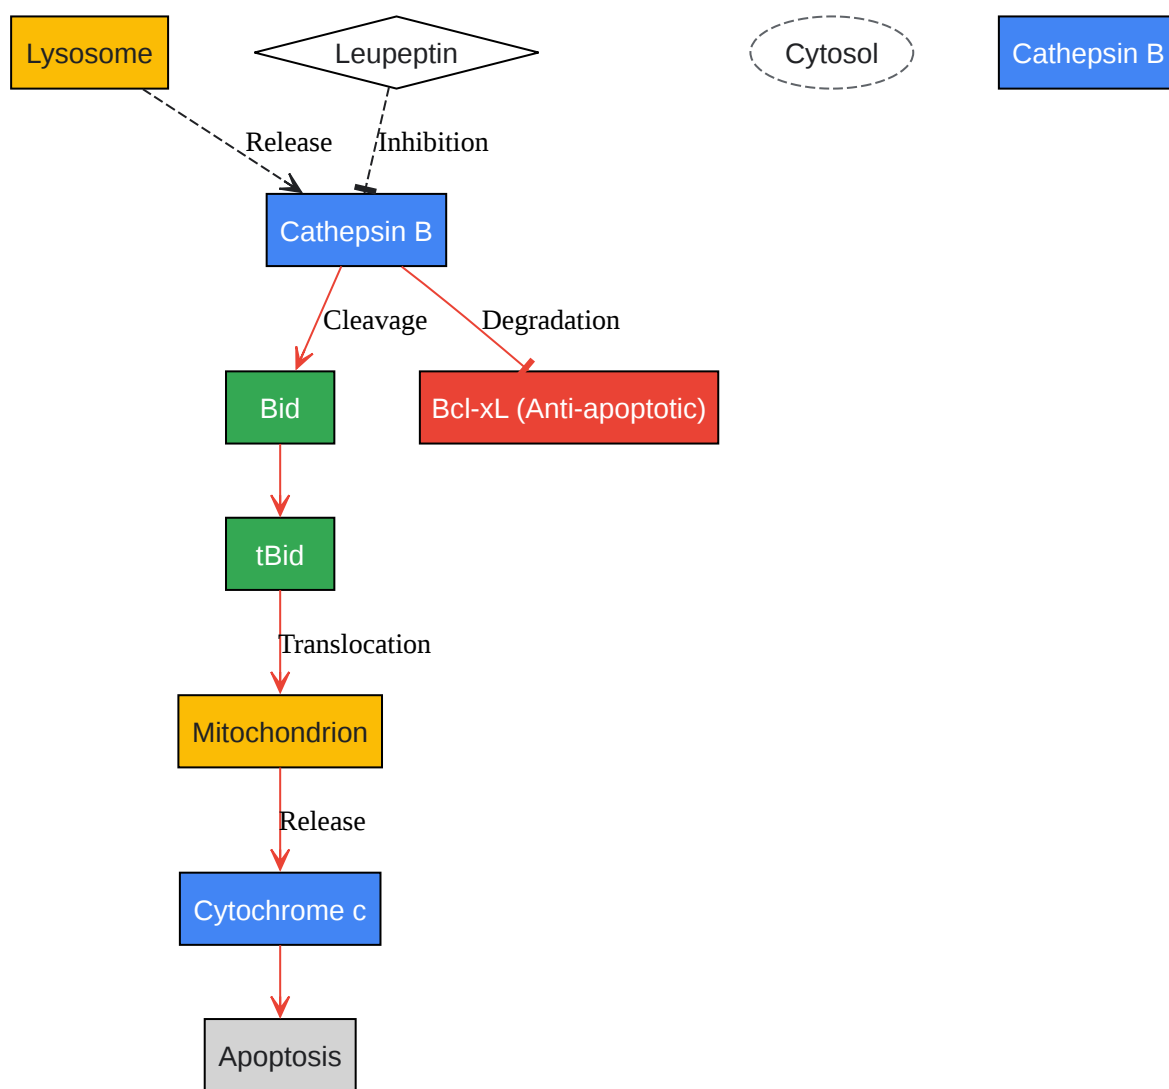 Lysosome
Leupeptin
Cytosol
Cathepsin B
Release
Inhibition
Cathepsin B
Cleavage
Degradation
Bid
Bcl-xL (Anti-apoptotic)
tBid
Translocation
Mitochondrion
Release
Cytochrome c
Apoptosis